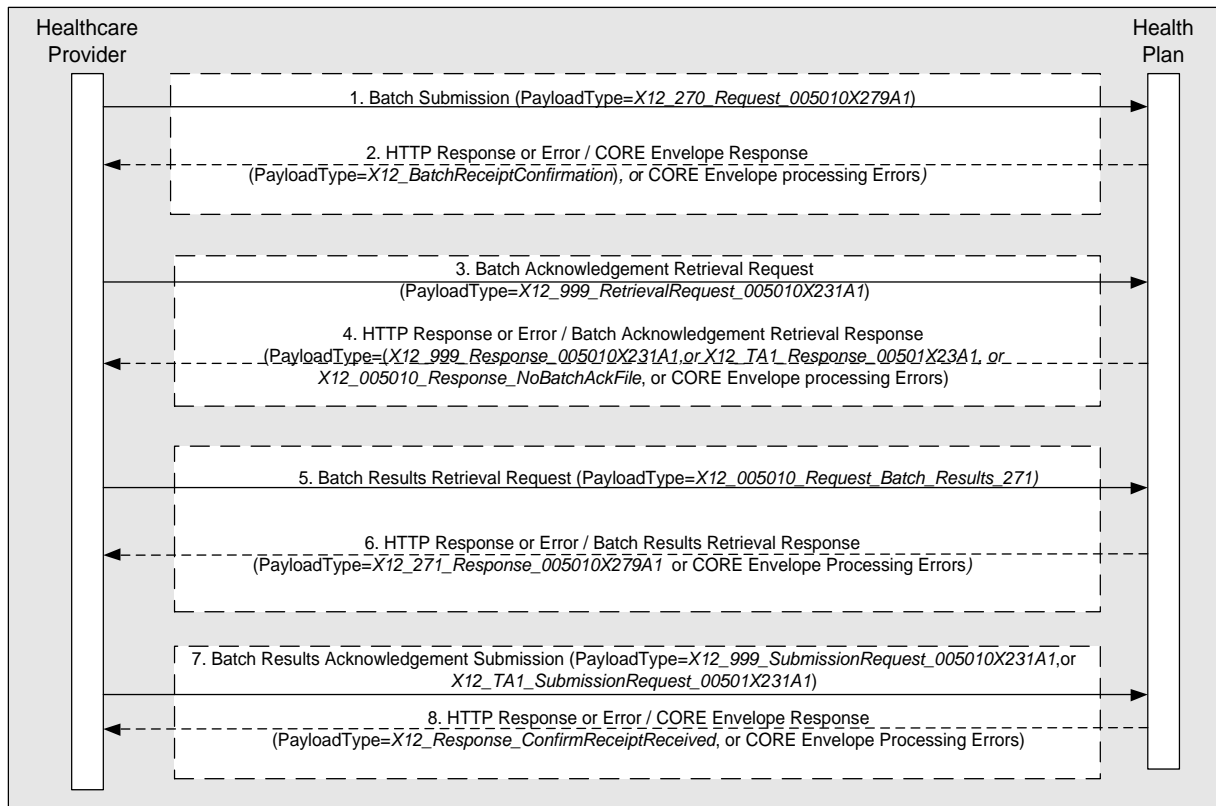 Healthcare
Provider
Health
Plan
1. Batch Submission (PayloadType=X12_270_Request_005010X279A1)
2. HTTP Response or Error / CORE Envelope Response
(PayloadType=X12_BatchReceiptConfirmation), or CORE Envelope processing Errors)
3. Batch Acknowledgement Retrieval Request
(PayloadType=X12_999_RetrievalRequest_005010X231A1)
4. HTTP Response or Error / Batch Acknowledgement Retrieval Response
(PayloadType=(X12_999_Response_005010X231A1,or X12_TA1_Response_00501X23A1, or
X12_005010_Response_NoBatchAckFile, or CORE Envelope processing Errors)
5. Batch Results Retrieval Request (PayloadType=X12_005010_Request_Batch_Results_271)
6. HTTP Response or Error / Batch Results Retrieval Response
(PayloadType=X12_271_Response_005010X279A1 or CORE Envelope Processing Errors)
7. Batch Results Acknowledgement Submission (PayloadType=X12_999_SubmissionRequest_005010X231A1,or
X12_TA1_SubmissionRequest_00501X231A1)
8. HTTP Response or Error / CORE Envelope Response
(PayloadType=X12_Response_ConfirmReceiptReceived, or CORE Envelope Processing Errors)